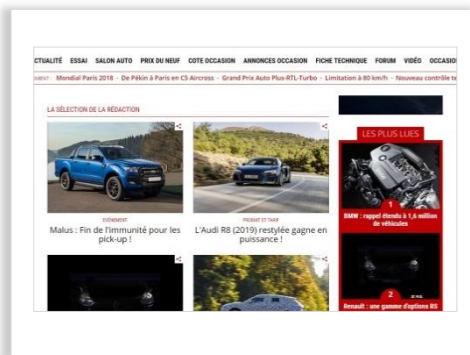 CTUALITÉ ESSAI SALON AUTO PRIX DU NEUF COTE OCCASION ANNONCES OCCASION FICHE TECHNIQUE FORUM VIDÉO OCCASIO
Mondial Paris 2018 - De Pékin à Paris en C5 Aircross - Grand Prix Auto Plus-RTL-Turbo - Limitation à 80 km/h - Nouveau contrôle te
LA SÉLECTION DE LA RÉDACTION
LES PLUS LUES
ÉVÉNEMENT
Malus : Fin de l'immunité pour les
pick-up !
PRODUIT ET TARIF
L'Audi R8 (2019) restylée gagne en
puissance !
1
BMW : rappel étendu à 1,6 million
de véhicules
2
Renault : une gamme d'options RS